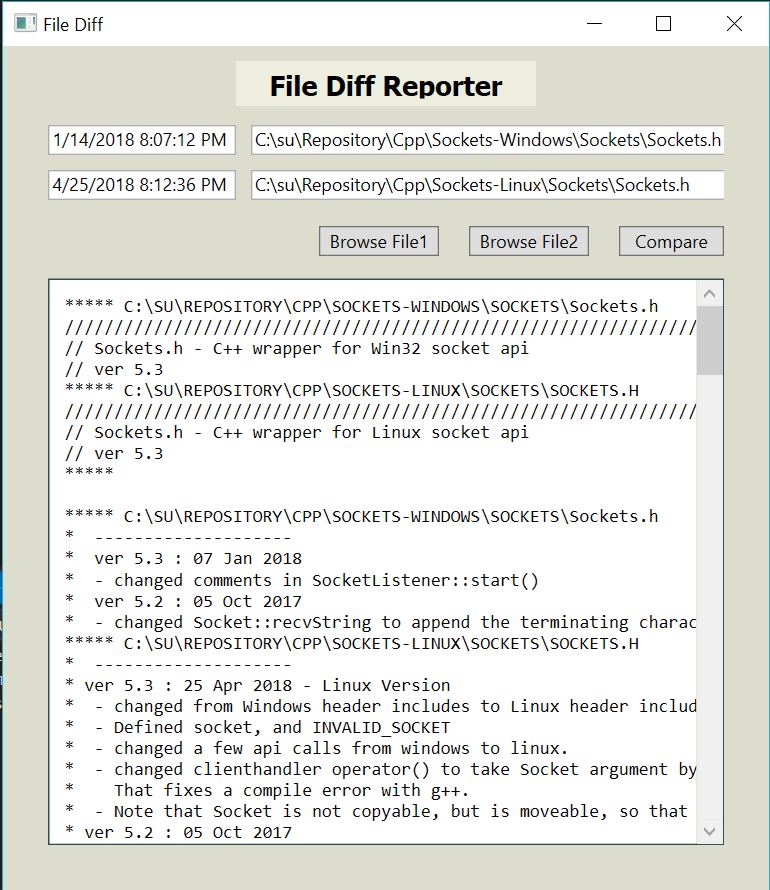 File Diff
File Diff Reporter
1/14/2018 8:07:12 PM C:\su\Repository\Cpp\Sockets-Windows\Sockets\Sockets.h
4/25/2018 8:12:36 PM C:\su\Repository\Cpp\Sockets-Linux\Sockets\Sockets.h
Browse File1 Browse File2 Compare
***** C:\SU\REPOSITORY\CPP\SOCKETS-WINDOWS\SOCKETS\Sockets.h
////////////////////////////////////////////////////////////////
// Sockets.h - C++ wrapper for Win32 socket api
// ver 5.3
***** C:\SU\REPOSITORY\CPP\SOCKETS-LINUX\SOCKETS\SOCKETS.H
////////////////////////////////////////////////////////////////
// Sockets.h - C++ wrapper for Linux socket api
// ver 5.3
*****
***** C:\SU\REPOSITORY\CPP\SOCKETS-WINDOWS\SOCKETS\Sockets.h
*  --------------------
*  ver 5.3 : 07 Jan 2018
*  - changed comments in SocketListener::start()
*  ver 5.2 : 05 Oct 2017
*  - changed Socket::recvString to append the terminating charac
***** C:\SU\REPOSITORY\CPP\SOCKETS-LINUX\SOCKETS\SOCKETS.H
*  --------------------
* ver 5.3 : 25 Apr 2018 - Linux Version
*  - changed from Windows header includes to Linux header includ
*  - Defined socket, and INVALID_SOCKET
*  - changed a few api calls from windows to linux.
*  - changed clienthandler operator() to take Socket argument by
*    That fixes a compile error with g++.
*  - Note that Socket is not copyable, but is moveable, so that
* ver 5.2 : 05 Oct 2017